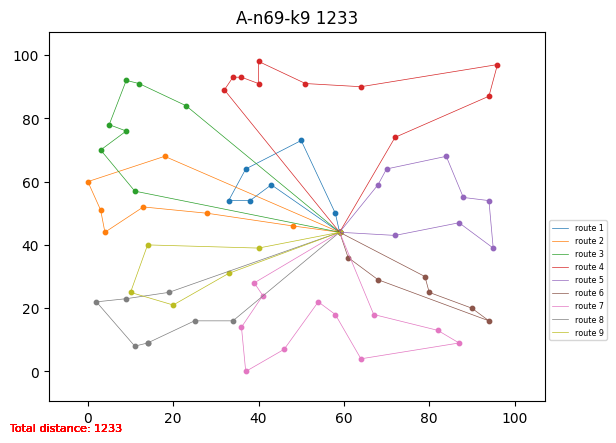 A-n69-k9 1233
100
80
60
40
20
0
0 20 40 60 80 100
route 1
route 2
route 3
route 4
route 5
route 6
route 7
route 8
route 9
Total distance: 1233